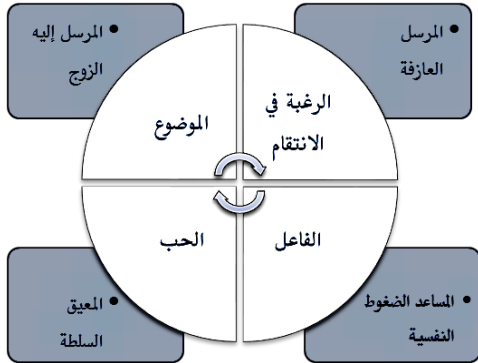 • المرسل
العازفة
• المرسل إليه
الزوج
الرغبة في
الانتقام
الموضوع
الفاعل
الحب
• المساعد الضغوط
النفسية
• المعيق
السلطة